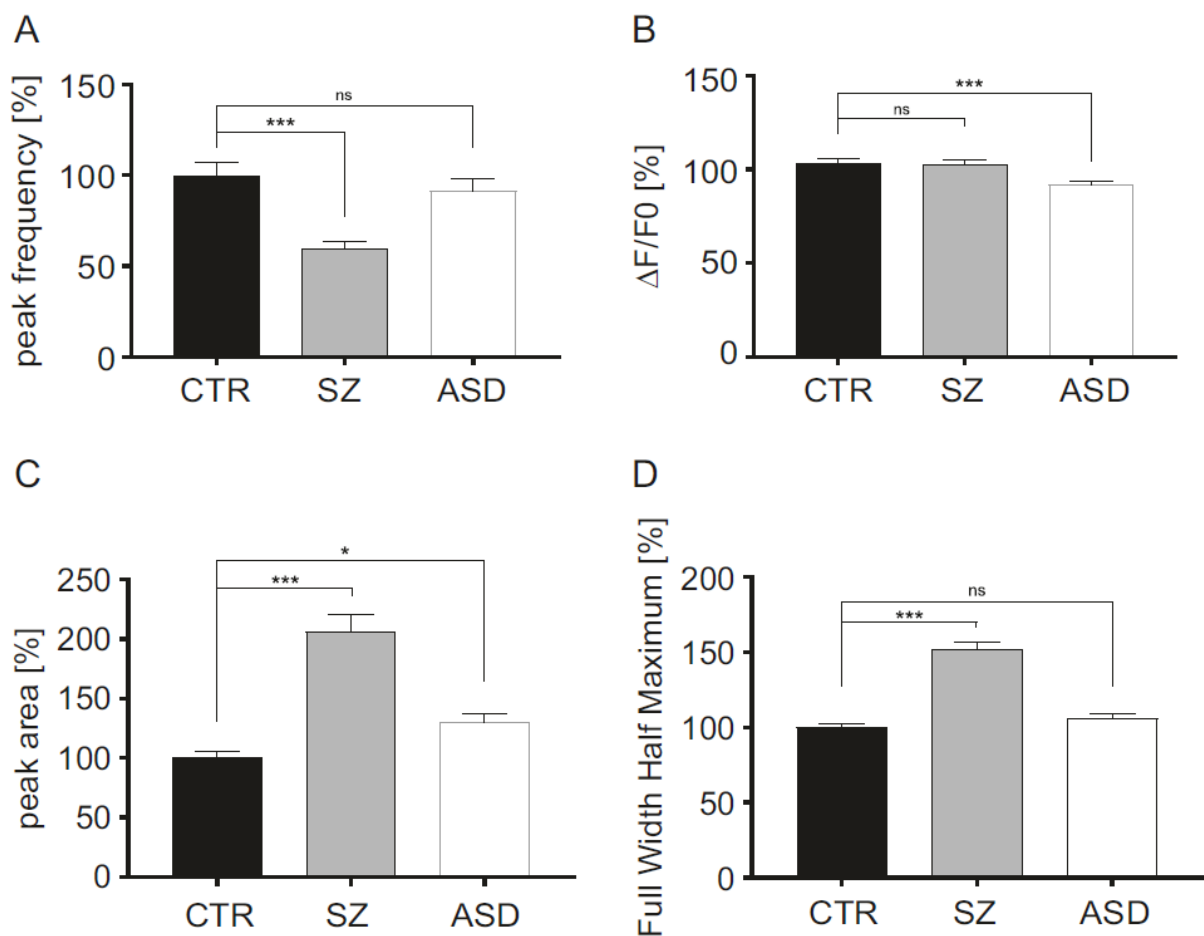 A
peak frequency [%]
150
100
50
0
ns
***
CTR SZ ASD
B
ΔF/F0 [%]
150
100
50
0
***
ns
CTR SZ ASD
C
peak area [%]
250
200
150
100
50
0
*
***
CTR SZ ASD
D
Full Width Half Maximum [%]
200
150
100
50
0
ns
***
CTR SZ ASD